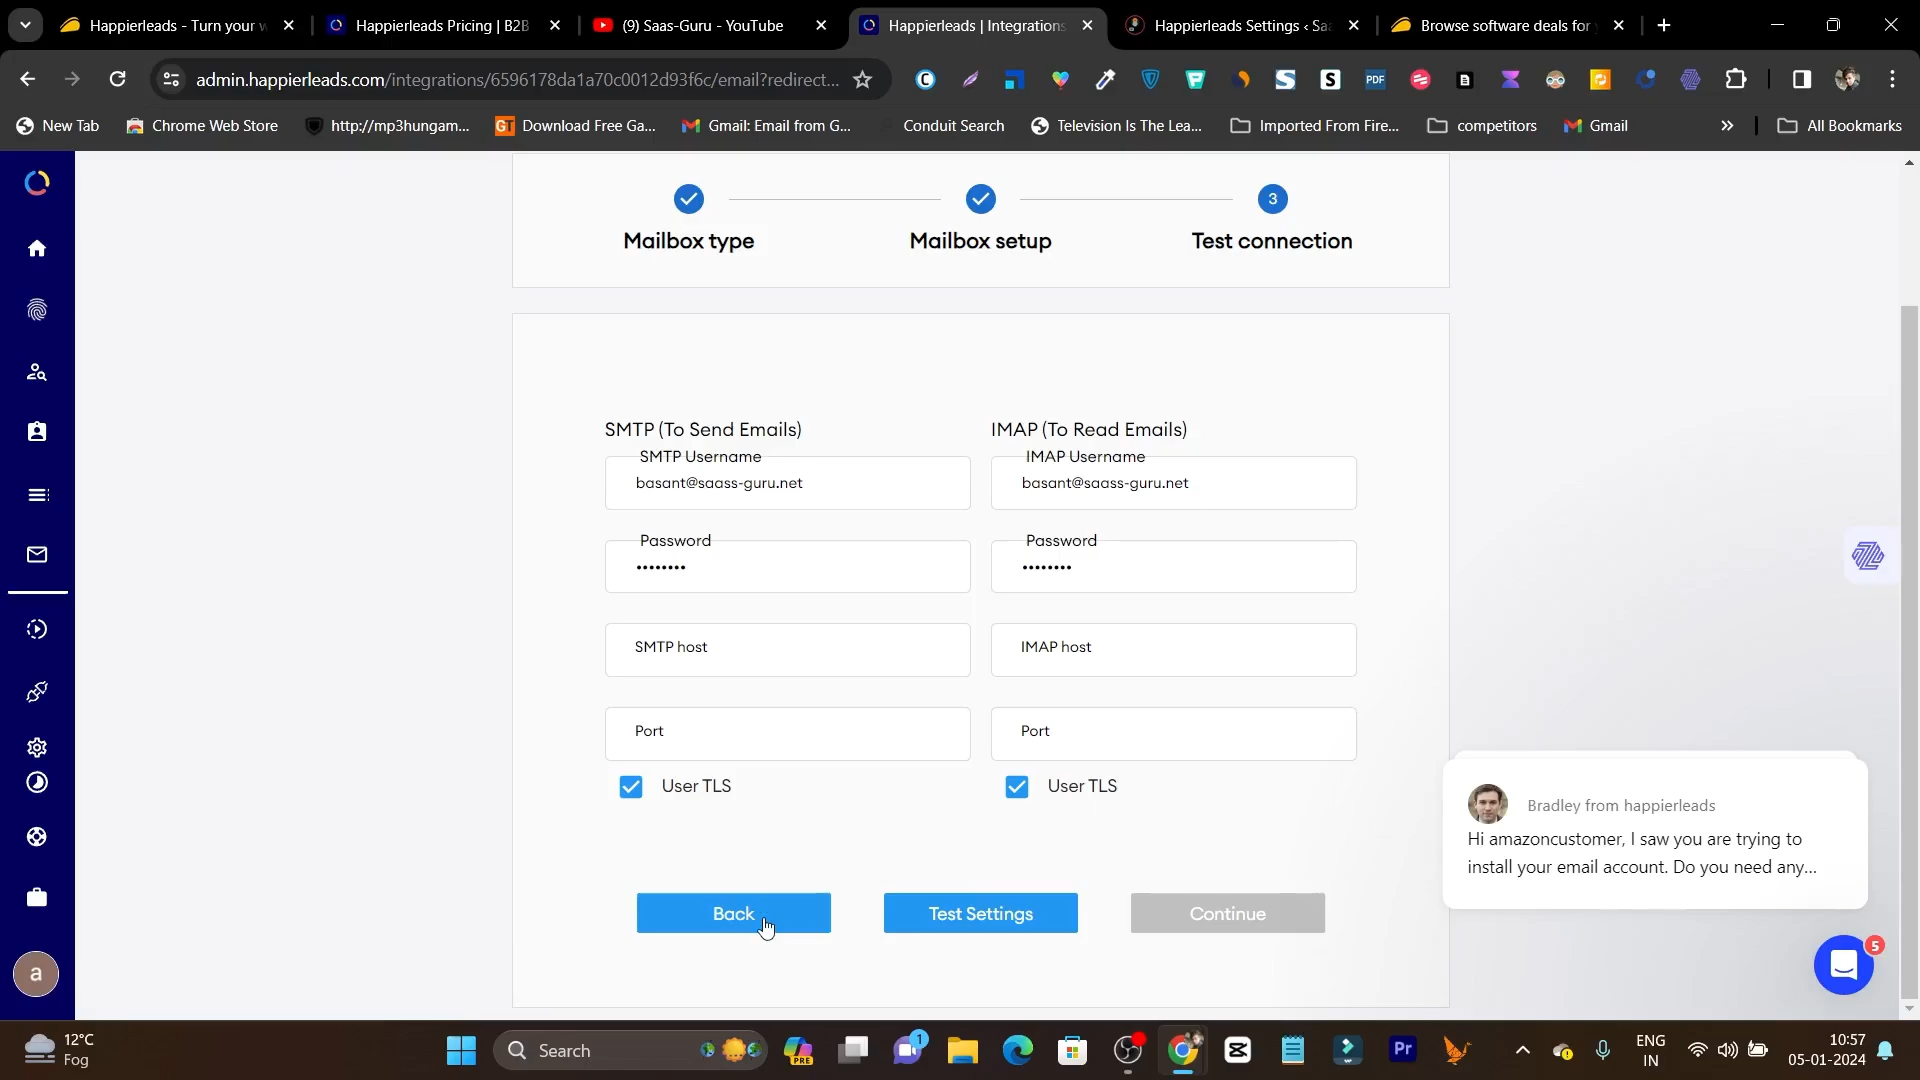 Happierleads - Turn your w
Happierleads Pricing | B2B
(9) Saas-Guru - YouTube
Happierleads | Integrations
Happierleads Settings ‹ Saa
Browse software deals for y
admin.happierleads.com/integrations/6596178da1a70c0012d93f6c/email?redirect...
New Tab
Chrome Web Store
http://mp3hungam...
Download Free Ga...
Gmail: Email from G...
Conduit Search
Television Is The Lea...
Imported From Fire...
competitors
Gmail
All Bookmarks
3
Mailbox type
Mailbox setup
Test connection
SMTP (To Send Emails)
IMAP (To Read Emails)
SMTP Username
IMAP Username
basant@saass-guru.net
basant@saass-guru.net
Password
Password
••••••••
••••••••
SMTP host
IMAP host
Port
Port
User TLS
User TLS
Bradley from happierleads
Hi amazoncustomer, I saw you are trying to
install your email account. Do you need any...
Back
Test Settings
Continue
5
a
12°C
Fog
Search
PRE
1
Pr
ENG
IN
10:57
05-01-2024